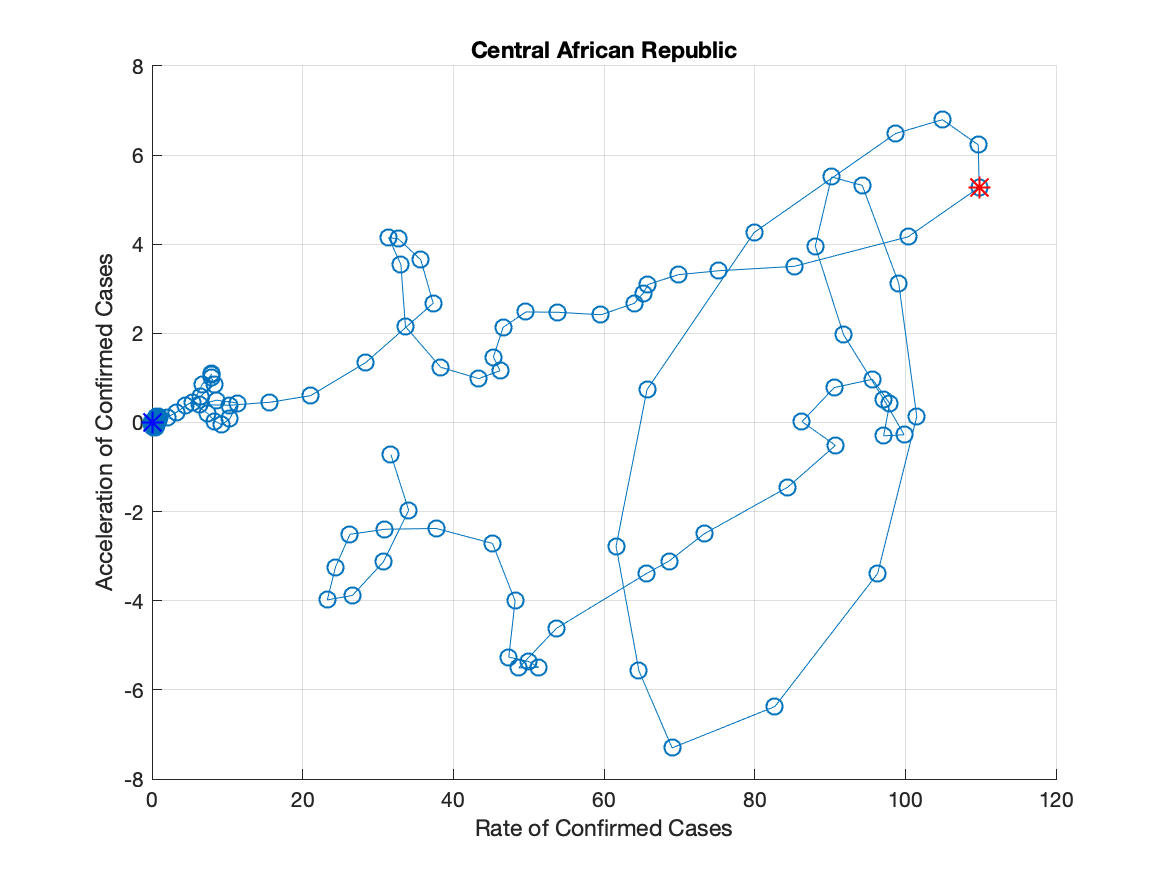 Central African Republic
8
6
4
2
0
-2
-4
-6
-8
Acceleration of Confirmed Cases
0 20 40 60 80 100 120
Rate of Confirmed Cases